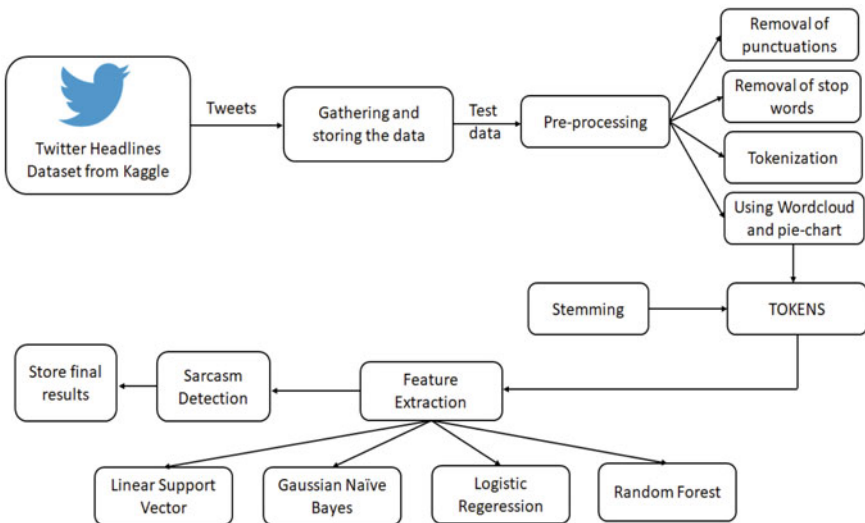 Twitter Headlines
Dataset from Kaggle
Tweets
Gathering and
storing the data
Test
data
Pre-processing
Removal of
punctuations
Removal of stop
words
Tokenization
Using Wordcloud
and pie-chart
Stemming
TOKENS
Store final
results
Sarcasm
Detection
Feature
Extraction
Linear Support
Vector
Gaussian Naïve
Bayes
Logistic
Regeression
Random Forest